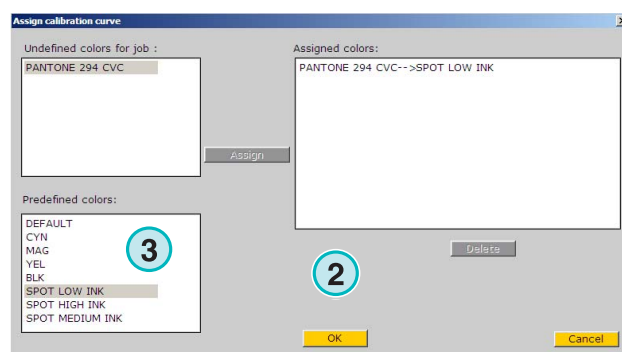 Assign calibration curve
Undefined colors for job :
PANTONE 294 CVC
Assign
Assigned colors:
PANTONE 294 CVC-->SPOT LOW INK
Predefined colors:
DEFAULT
CYN
MAG
YEL
BLK
SPOT LOW INK
SPOT HIGH INK
SPOT MEDIUM INK
3
Delete
2
OK
Cancel